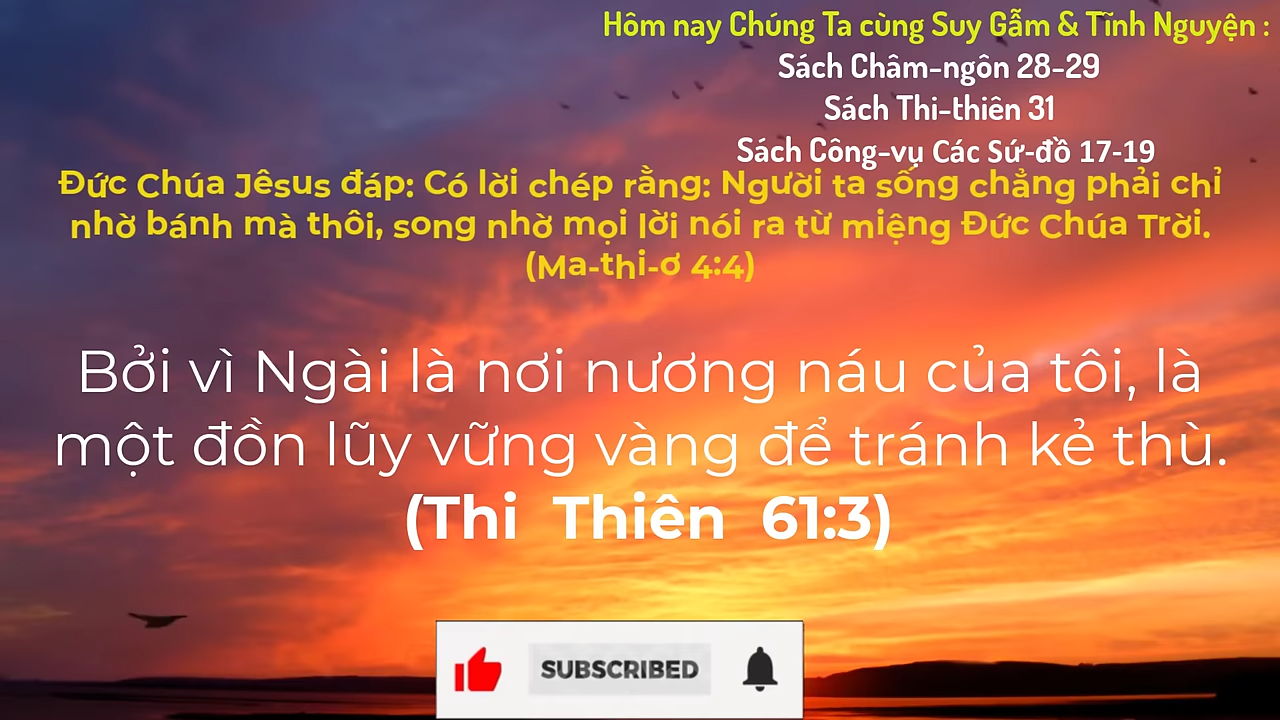 Hôm nay Chúng Ta cùng Suy Gẫm & Tĩnh Nguyện :
Sách Châm-ngôn 28-29
Sách Thi-thiên 31
Sách Công-vụ Các Sứ-đồ 17-19
Đức Chúa Jêsus đáp: Có lời chép rằng: Người ta sống chẳng phải chỉ
nhờ bánh mà thôi, song nhờ mọi lời nói ra từ miệng Đức Chúa Trời.
(Ma-thi-ơ 4:4)
Bởi vì Ngài là nơi nương náu của tôi, là
một đồn lũy vững vàng để tránh kẻ thù.
(Thi Thiên 61:3)
SUBSCRIBED